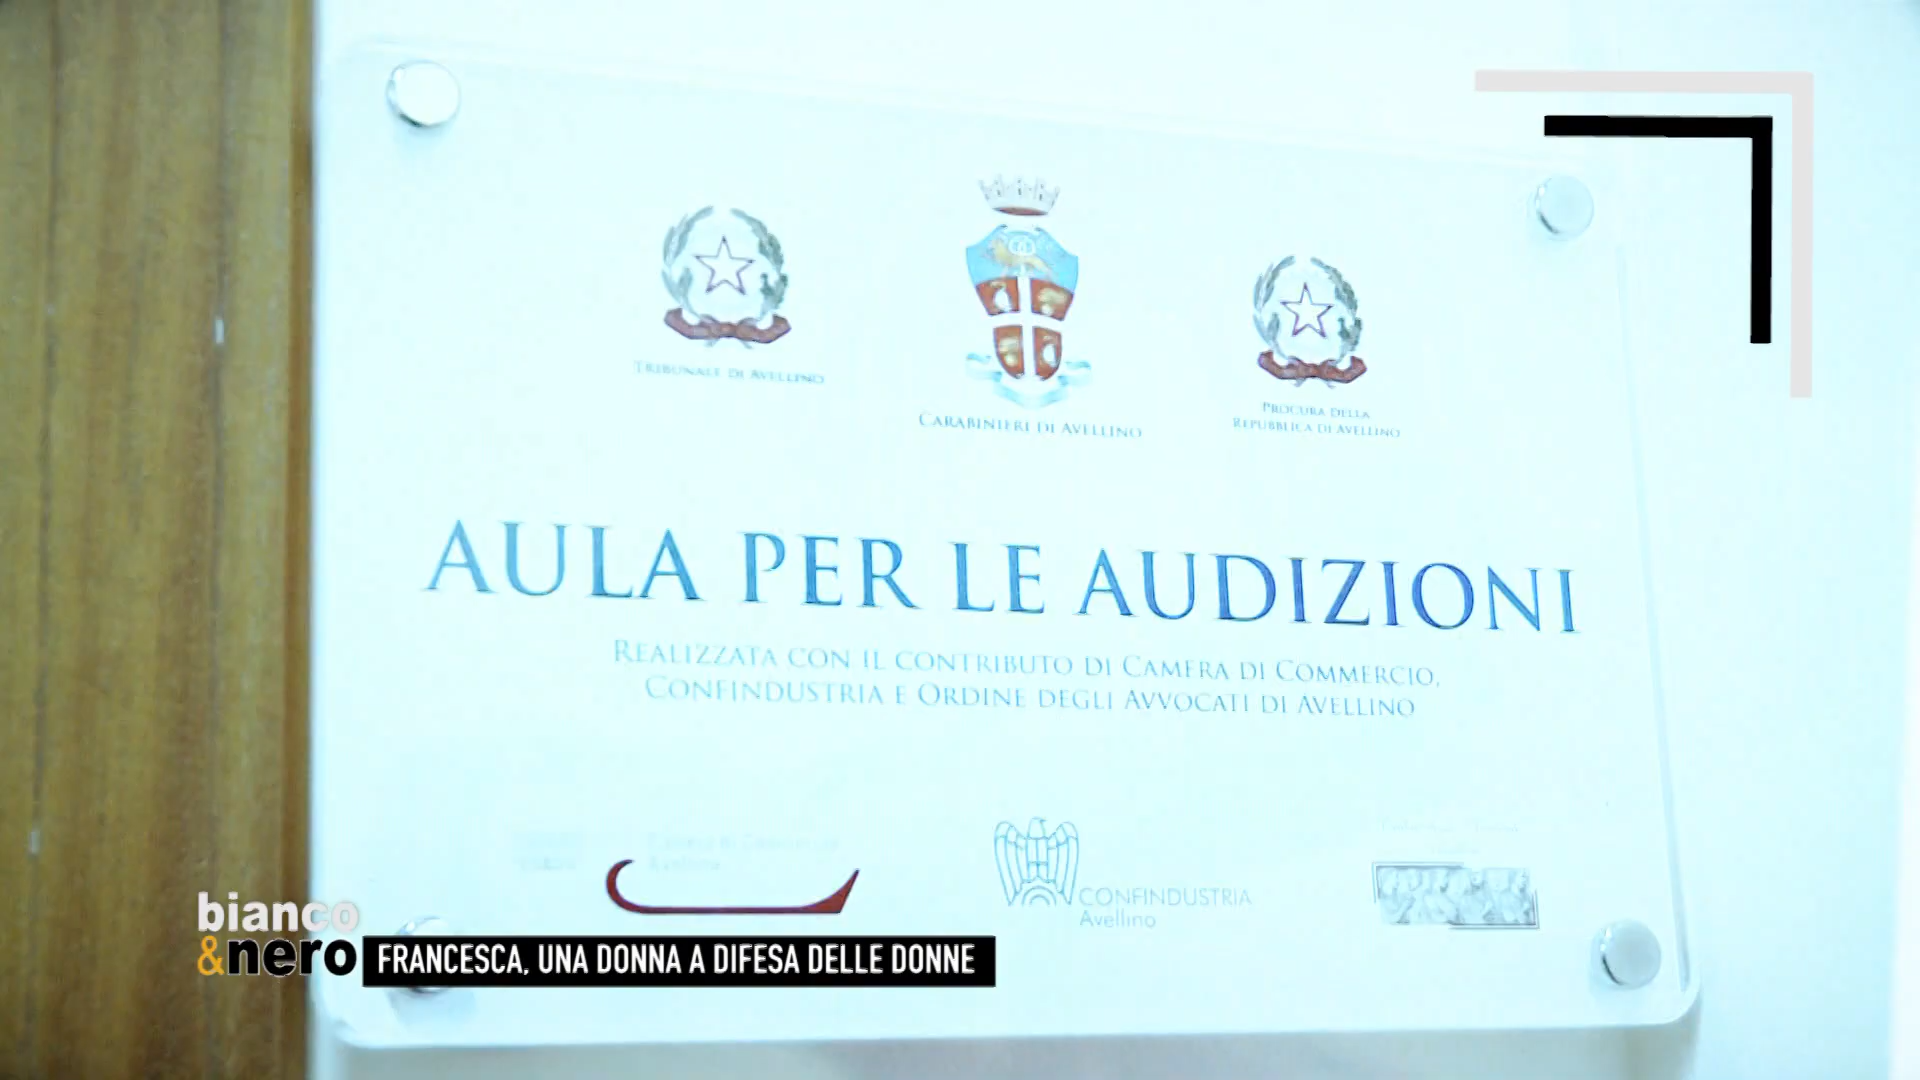 TRIBUNALE DI AVELLINO
CARABINIERI DI AVELLINO
PROCURA DELLA
REPUBBLICA DI AVELLINO
AULA PER LE AUDIZIONI
REALIZZATA CON IL CONTRIBUTO DI CAMERA DI COMMERCIO,
CONFINDUSTRIA E ORDINE DEGLI AVVOCATI DI AVELLINO
CONFINDUSTRIA
Avellino
bianco
&nero
FRANCESCA, UNA DONNA A DIFESA DELLE DONNE